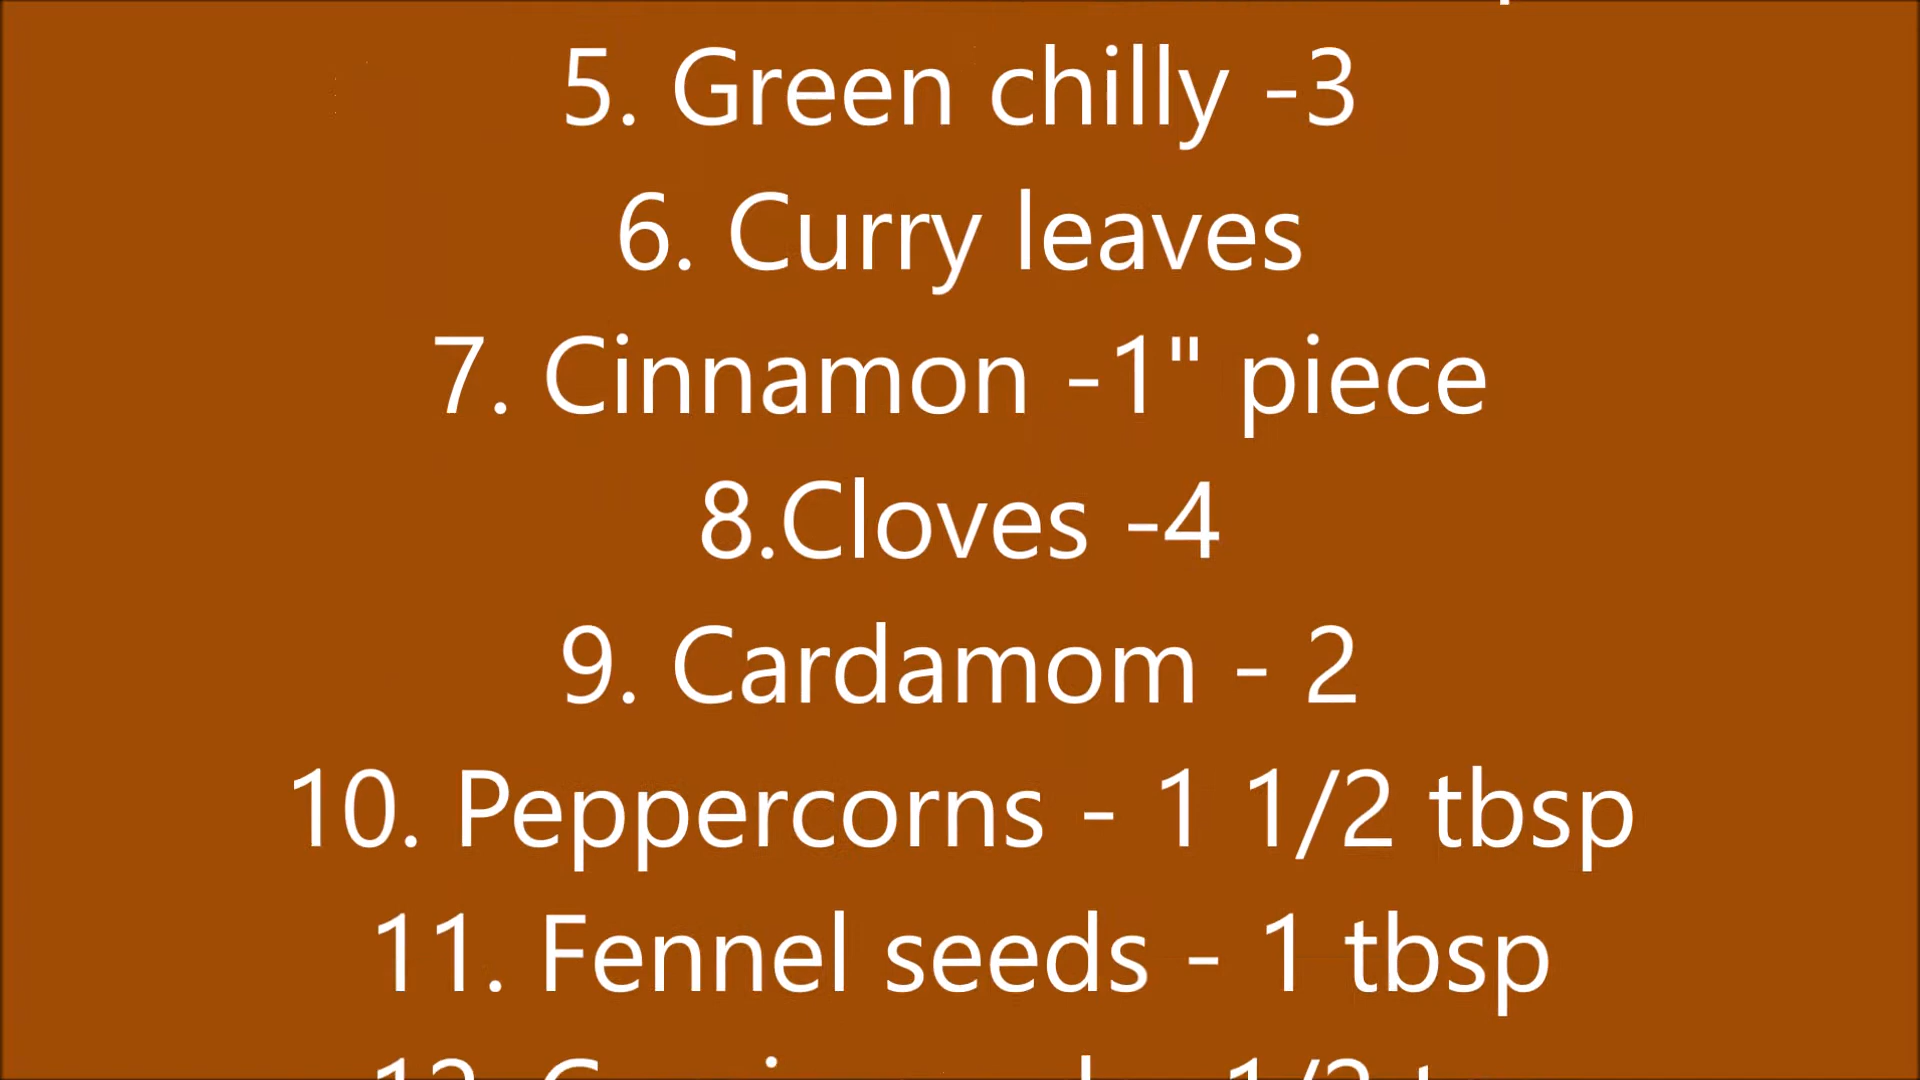 5. Green chilly -3
6. Curry leaves
7. Cinnamon -1" piece
8.Cloves -4
9. Cardamom - 2
10. Peppercorns - 1 1/2 tbsp
11. Fennel seeds - 1 tbsp